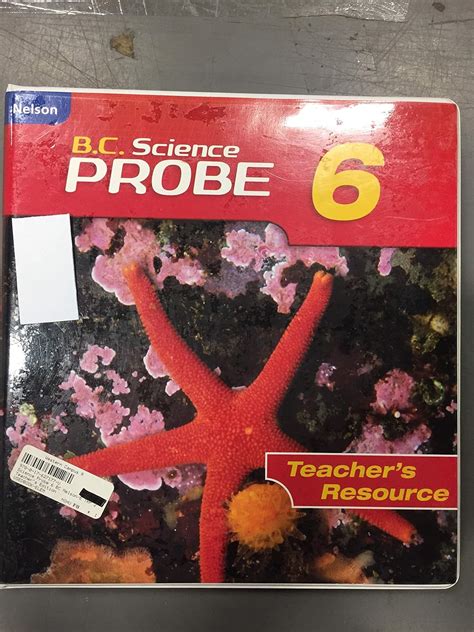 Nelson
B.C. Science
PROBE 6
Teacher's
Resource